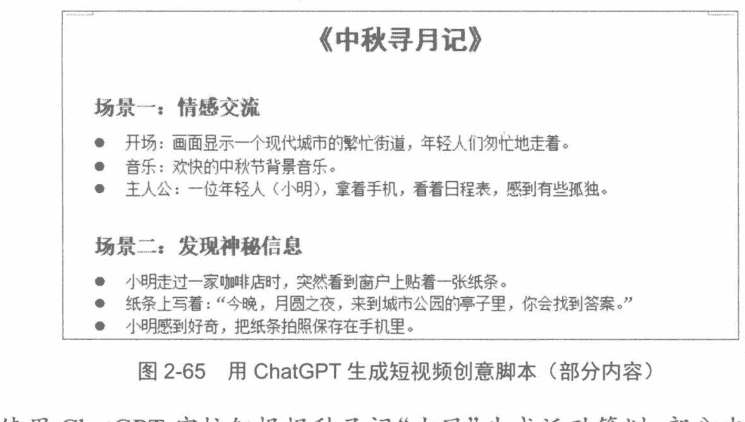 《中秋寻月记》
场景一：情感交流
● 开场：画面显示一个现代城市的繁忙街道，年轻人们匆忙地走着。
● 音乐：欢快的中秋节背景音乐。
● 主人公：一位年轻人（小明），拿着手机，看着日程表，感到有些孤独。
场景二：发现神秘信息
● 小明走过一家咖啡店时，突然看到窗户上贴着一张纸条。
● 纸条上写着：“今晚，月圆之夜，来到城市公园的亭子里，你会找到答案。”
● 小明感到好奇，把纸条拍照保存在手机里。
图 2-65 用 ChatGPT 生成短视频创意脚本（部分内容）